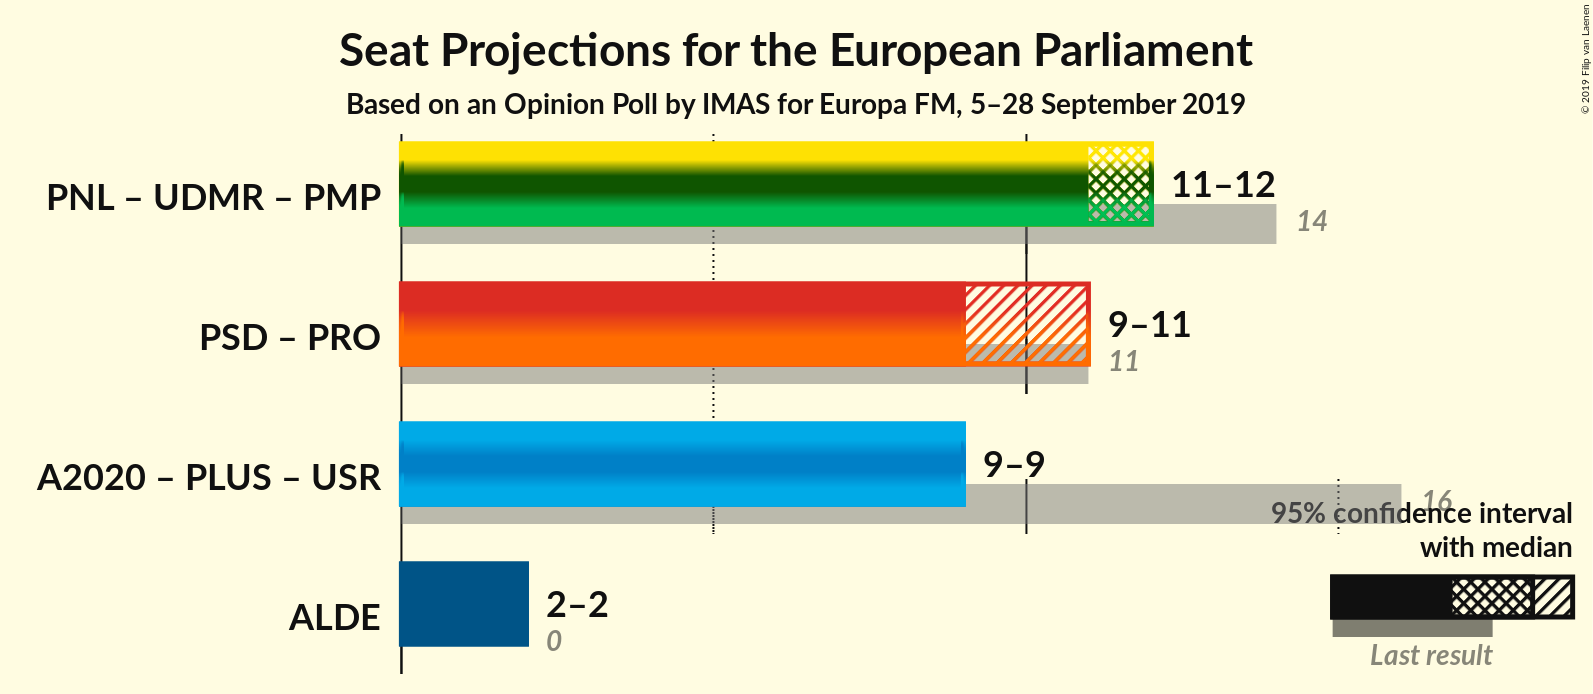 Seat Projections for the European Parliament
Based on an Opinion Poll by IMAS for Europa FM, 5–28 September 2019
© 2019 Filip van Laenen
PNL – UDMR – PMP
11–12
14
PSD – PRO
9–11
11
A2020 – PLUS – USR
9–9
16
ALDE
2–2
0
95% confidence interval
with median
Last result